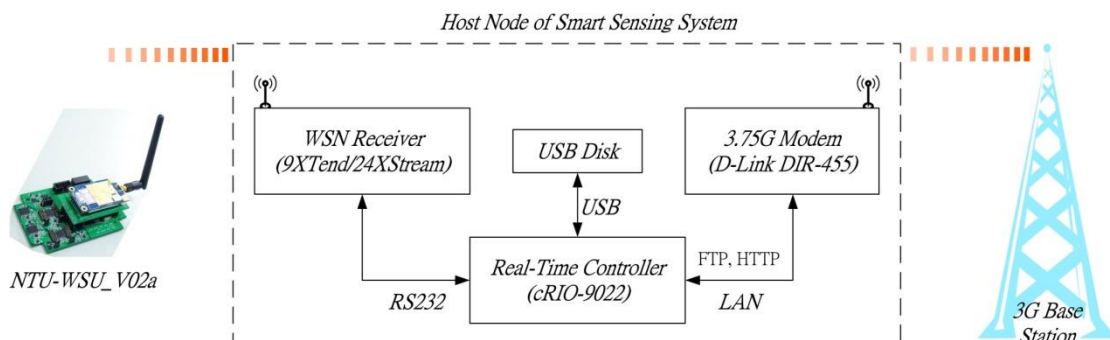 Host Node of Smart Sensing System
WSN Receiver
(9XTend/24XStream)
USB Disk
3.75G Modem
(D-Link DIR-455)
USB
Real-Time Controller
(cRIO-9022)
FTP, HTTP
RS232
LAN
NTU-WSU_V02a
3G Base
Station